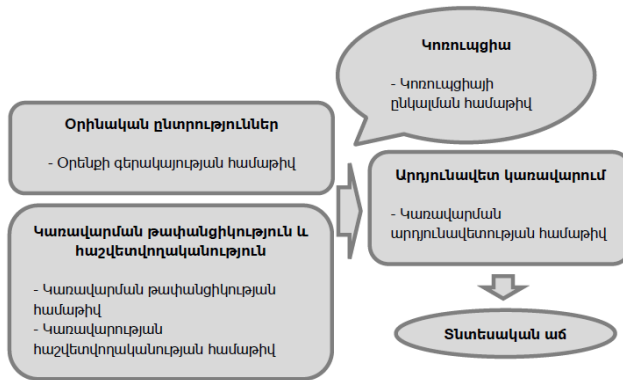 Կոռուպցիա
- Կոռուպցիայի
ընկալման համաթիվ
Օրինական ընտրություններ
- Օրենքի գերակայության համաթիվ
Արդյունավետ կառավարում
- Կառավարման
արդյունավետության համաթիվ
Կառավարման թափանցիկություն և
հաշվետվողականություն
- Կառավարման թափանցիկության
համաթիվ
- Կառավարության
հաշվետվողականության համաթիվ
Տնտեսական աճ